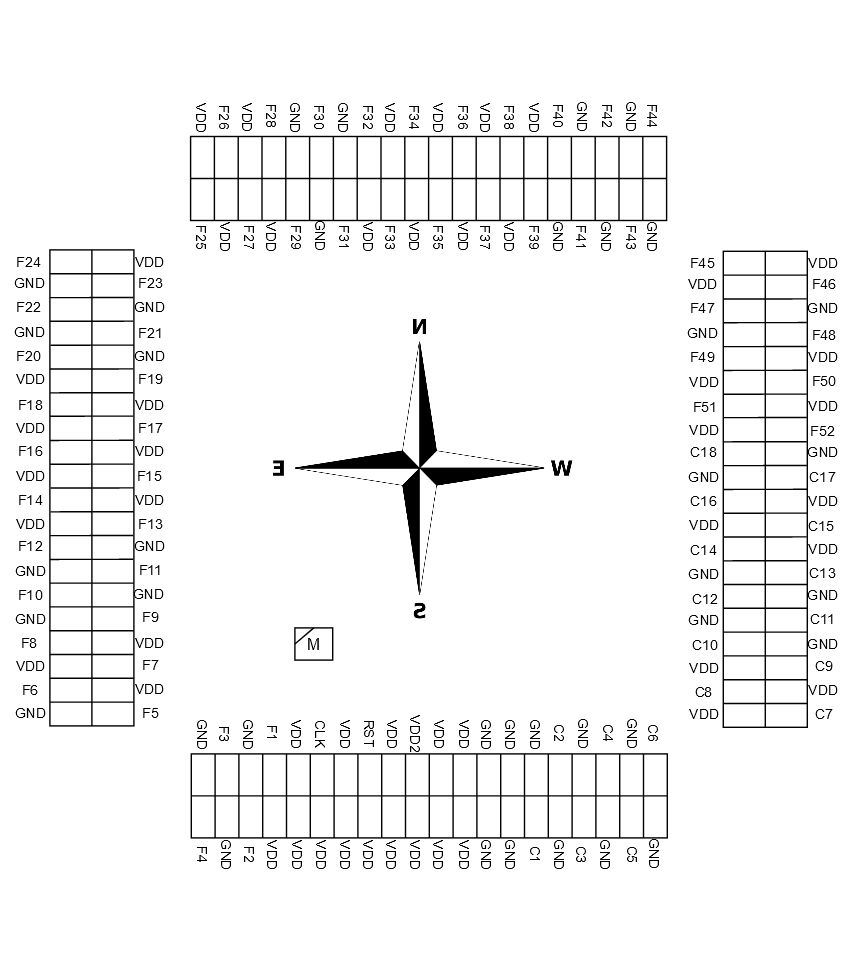 VDD F26 VDD F28 GND F30 GND F32 VDD F34 VDD F36 VDD F38 VDD F40 GND F42 GND F44
F25 VDD F27 VDD F29 GND F31 VDD F33 VDD F35 VDD F37 VDD F39 GND F41 GND F43 GND
F24 VDD
GND F23
F22 GND
GND F21
F20 GND
VDD F19
F18 VDD
VDD F17
F16 VDD
VDD F15
F14 VDD
VDD F13
F12 GND
GND F11
F10 GND
GND F9
F8 VDD
VDD F7
F6 VDD
GND F5
N
E W
S
M
F45 VDD
VDD F46
F47 GND
GND F48
F49 VDD
VDD F50
F51 VDD
VDD F52
C18 GND
GND C17
C16 VDD
VDD C15
C14 VDD
GND C13
C12 GND
GND C11
C10 GND
VDD C9
C8 VDD
VDD C7
GND F3 GND F1 VDD CLK VDD RST VDD VDD2 VDD VDD GND GND GND C2 GND C4 GND C6
F4 GND F2 VDD VDD VDD VDD VDD VDD VDD VDD VDD GND GND C1 GND C3 GND C5 GND